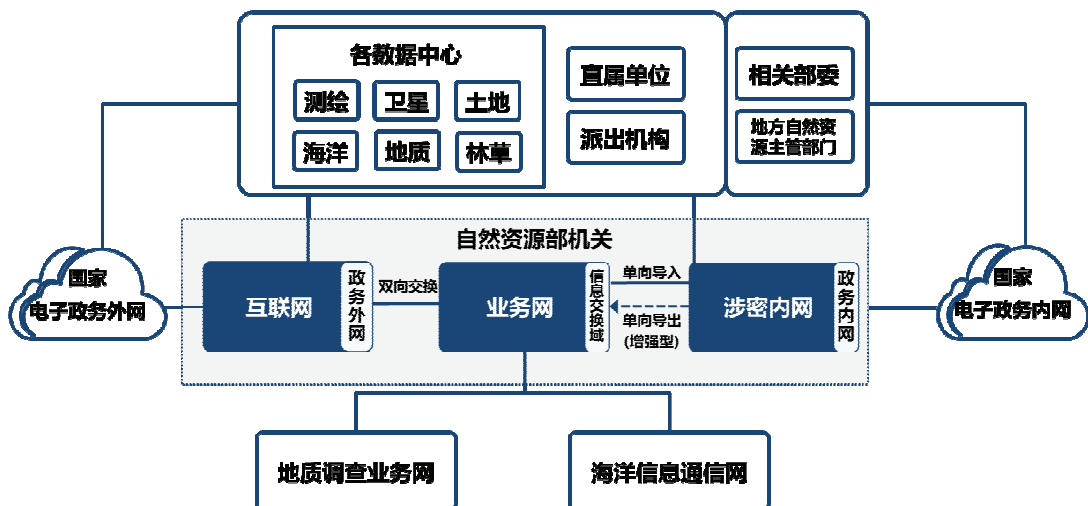 各数据中心
测绘
卫星
土地
海洋
地质
林草
直属单位
派出机构
相关部委
地方自然资
源主管部门
自然资源部机关
国家
电子政务外网
互联网
政务外网
双向交换
业务网
信息交换域
单向导入
单向导出
(增强型)
涉密内网
政务内网
国家
电子政务内网
地质调查业务网
海洋信息通信网